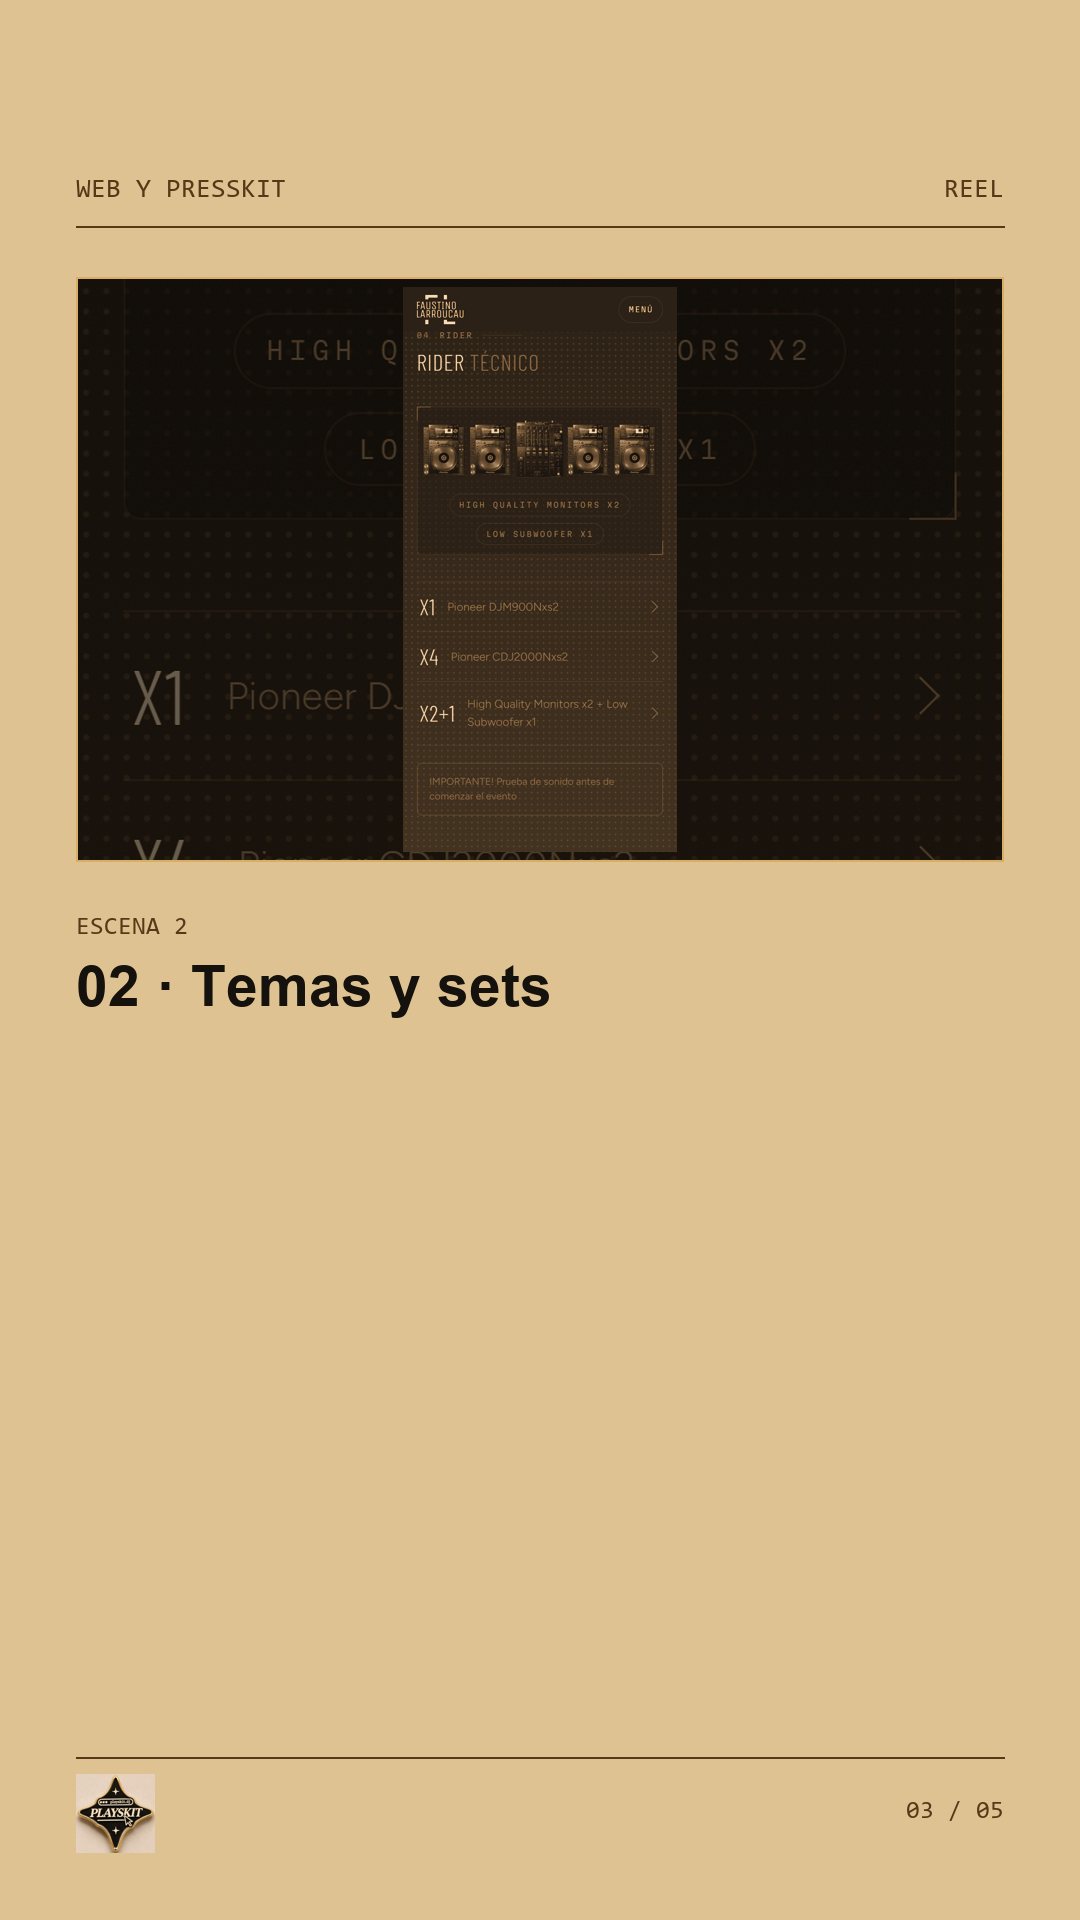 WEB Y PRESSKIT
REEL
HIGH Q
ORS X2
LO
X1
X1
Pioneer DJ
FAUSTINO
LARROUCAU
MENÚ
04 RIDER
RIDER TÉCNICO
HIGH QUALITY MONITORS X2
LOW SUBWOOFER X1
X1 Pioneer DJM900Nxs2
X4 Pioneer CDJ2000Nxs2
X2+1 High Quality Monitors x2 + Low
Subwoofer x1
IMPORTANTE! Prueba de sonido antes de
comenzar el evento
ESCENA 2
02 · Temas y sets
PLAYSKIT
03 / 05